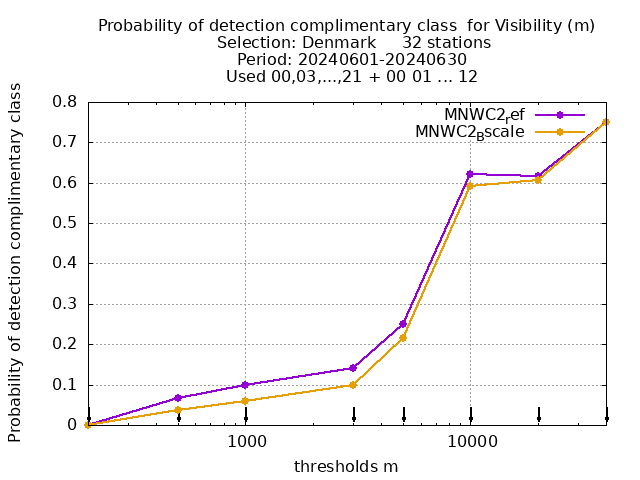 Probability of detection complimentary class  for Visibility (m)
Selection: Denmark     32 stations
Period: 20240601-20240630
Used 00,03,...,21 + 00 01 ... 12
Probability of detection complimentary class
MNWC2ref
MNWC2Bscale
0.8
0.7
0.6
0.5
0.4
0.3
0.2
0.1
0
1000
10000
thresholds m